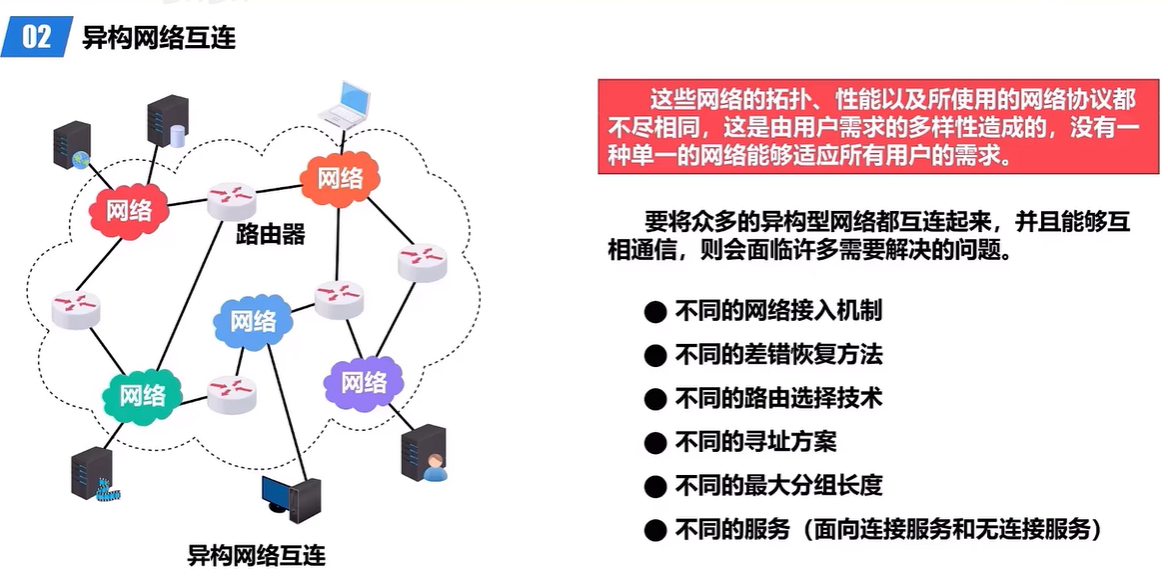 02 异构网络互连
这些网络的拓扑、性能以及所使用的网络协议都
不尽相同，这是由用户需求的多样性造成的，没有一
种单一的网络能够适应所有用户的需求。
网络
网络
路由器
网络
网络
网络
异构网络互连
要将众多的异构型网络都互连起来，并且能够互
相通信，则会面临许多需要解决的问题。
● 不同的网络接入机制
● 不同的差错恢复方法
● 不同的路由选择技术
● 不同的寻址方案
● 不同的最大分组长度
● 不同的服务（面向连接服务和无连接服务）